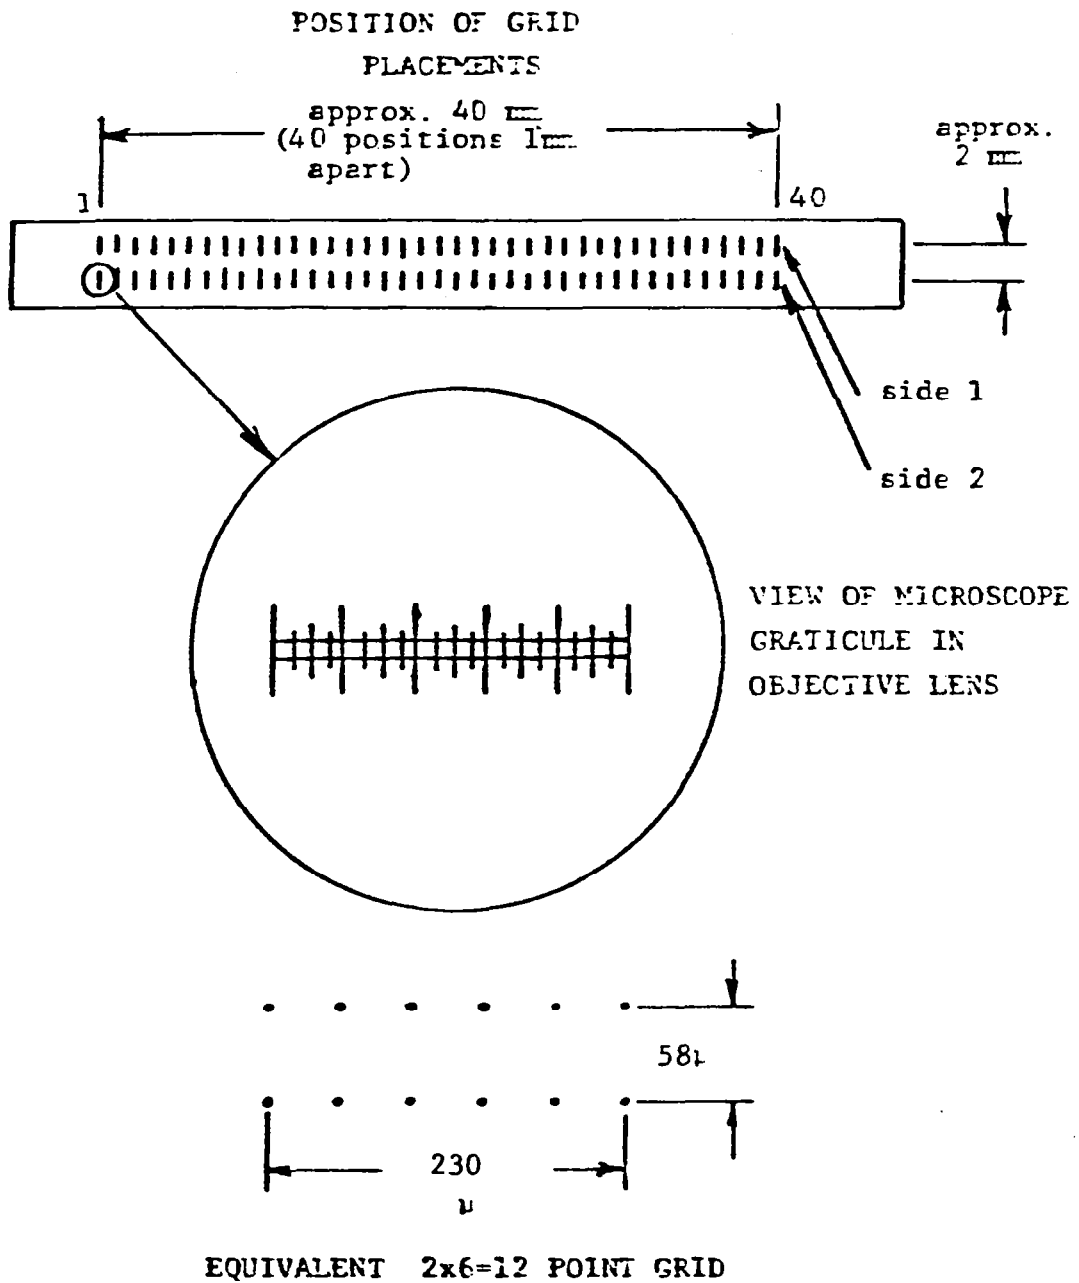 POSITION OF GRID
PLACEMENTS
approx. 40 mm
(40 positions 1mm
apart)
approx.
2 mm
1
40
side 1
side 2
VIEW OF MICROSCOPE
GRATICULE IN
OBJECTIVE LENS
58μ
230
μ
EQUIVALENT 2x6=12 POINT GRID